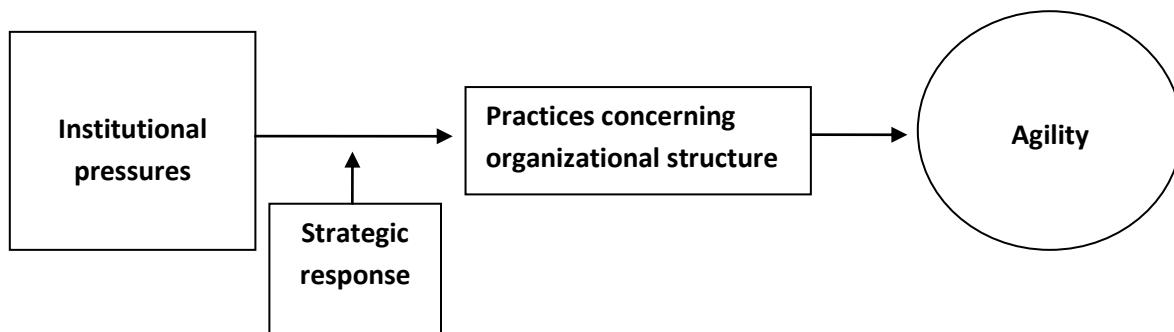 Institutional
pressures
Strategic
response
Practices concerning
organizational structure
Agility